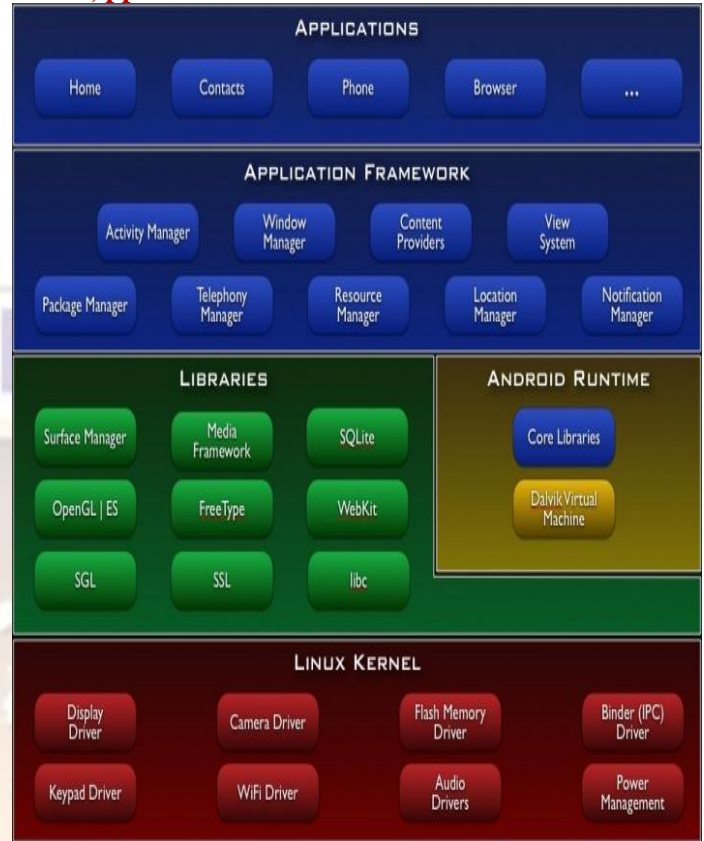 APPLICATIONS
Home Contacts Phone Browser ...
APPLICATION FRAMEWORK
Activity Manager Window Manager Content Providers View System
Package Manager Telephony Manager Resource Manager Location Manager Notification Manager
LIBRARIES
Surface Manager Media Framework SQLite
OpenGL | ES FreeType WebKit
SGL SSL libc
ANDROID RUNTIME
Core Libraries
Dalvik Virtual Machine
LINUX KERNEL
Display Driver Camera Driver Flash Memory Driver Binder (IPC) Driver
Keypad Driver WiFi Driver Audio Drivers Power Management